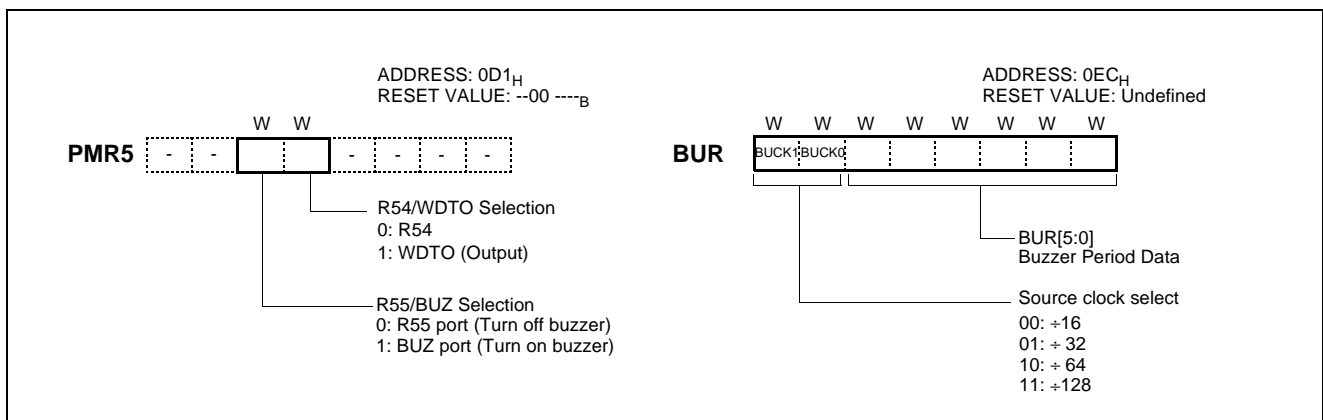 ADDRESS: 0D1H
RESET VALUE: --00 ----B
W W
PMR5 - - - - - -
R54/WDTO Selection
0: R54
1: WDTO (Output)
R55/BUZ Selection
0: R55 port (Turn off buzzer)
1: BUZ port (Turn on buzzer)
ADDRESS: 0ECH
RESET VALUE: Undefined
W W W W W W W W
BUR BUCK1 BUCK0
BUR[5:0]
Buzzer Period Data
Source clock select
00: ÷16
01: ÷ 32
10: ÷ 64
11: ÷128